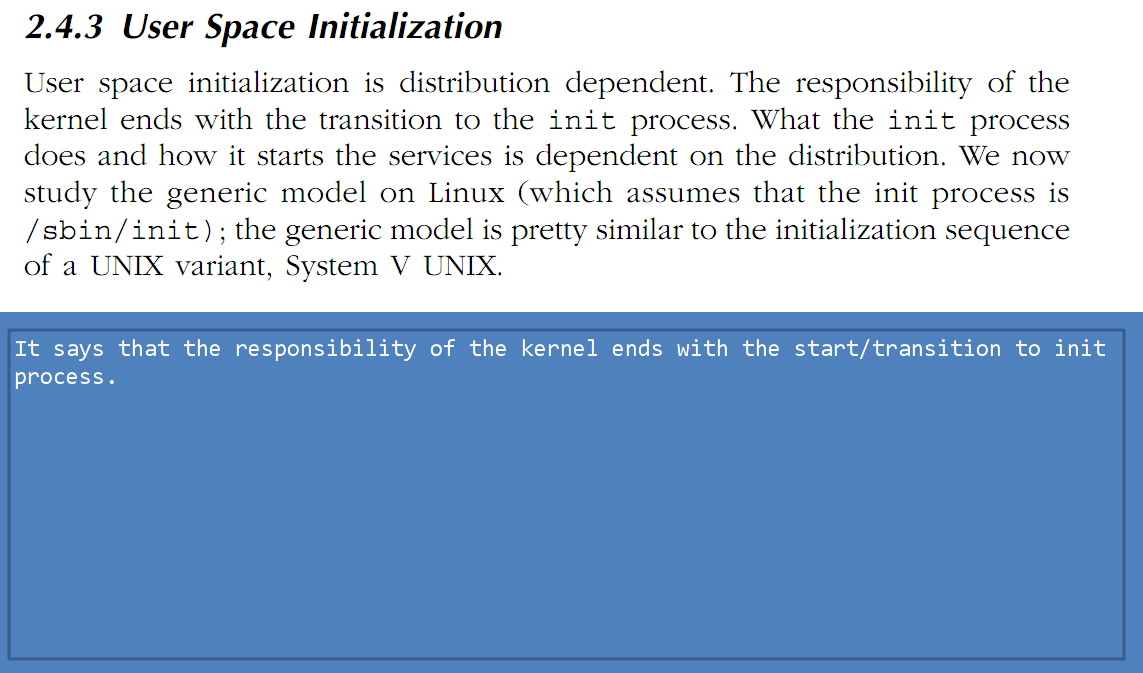 2.4.3 User Space Initialization
User space initialization is distribution dependent. The responsibility of the
kernel ends with the transition to the init process. What the init process
does and how it starts the services is dependent on the distribution. We now
study the generic model on Linux (which assumes that the init process is
/sbin/init); the generic model is pretty similar to the initialization sequence
of a UNIX variant, System V UNIX.
It says that the responsibility of the kernel ends with the start/transition to init
process.